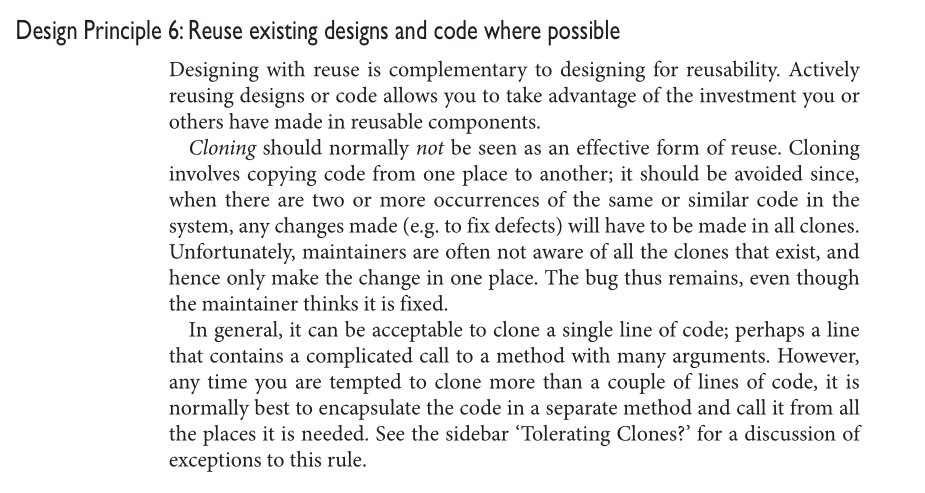 Design Principle 6: Reuse existing designs and code where possible
Designing with reuse is complementary to designing for reusability. Actively
reusing designs or code allows you to take advantage of the investment you or
others have made in reusable components.
Cloning should normally not be seen as an effective form of reuse. Cloning
involves copying code from one place to another; it should be avoided since,
when there are two or more occurrences of the same or similar code in the
system, any changes made (e.g. to fix defects) will have to be made in all clones.
Unfortunately, maintainers are often not aware of all the clones that exist, and
hence only make the change in one place. The bug thus remains, even though
the maintainer thinks it is fixed.
In general, it can be acceptable to clone a single line of code; perhaps a line
that contains a complicated call to a method with many arguments. However,
any time you are tempted to clone more than a couple of lines of code, it is
normally best to encapsulate the code in a separate method and call it from all
the places it is needed. See the sidebar ‘Tolerating Clones?’ for a discussion of
exceptions to this rule.